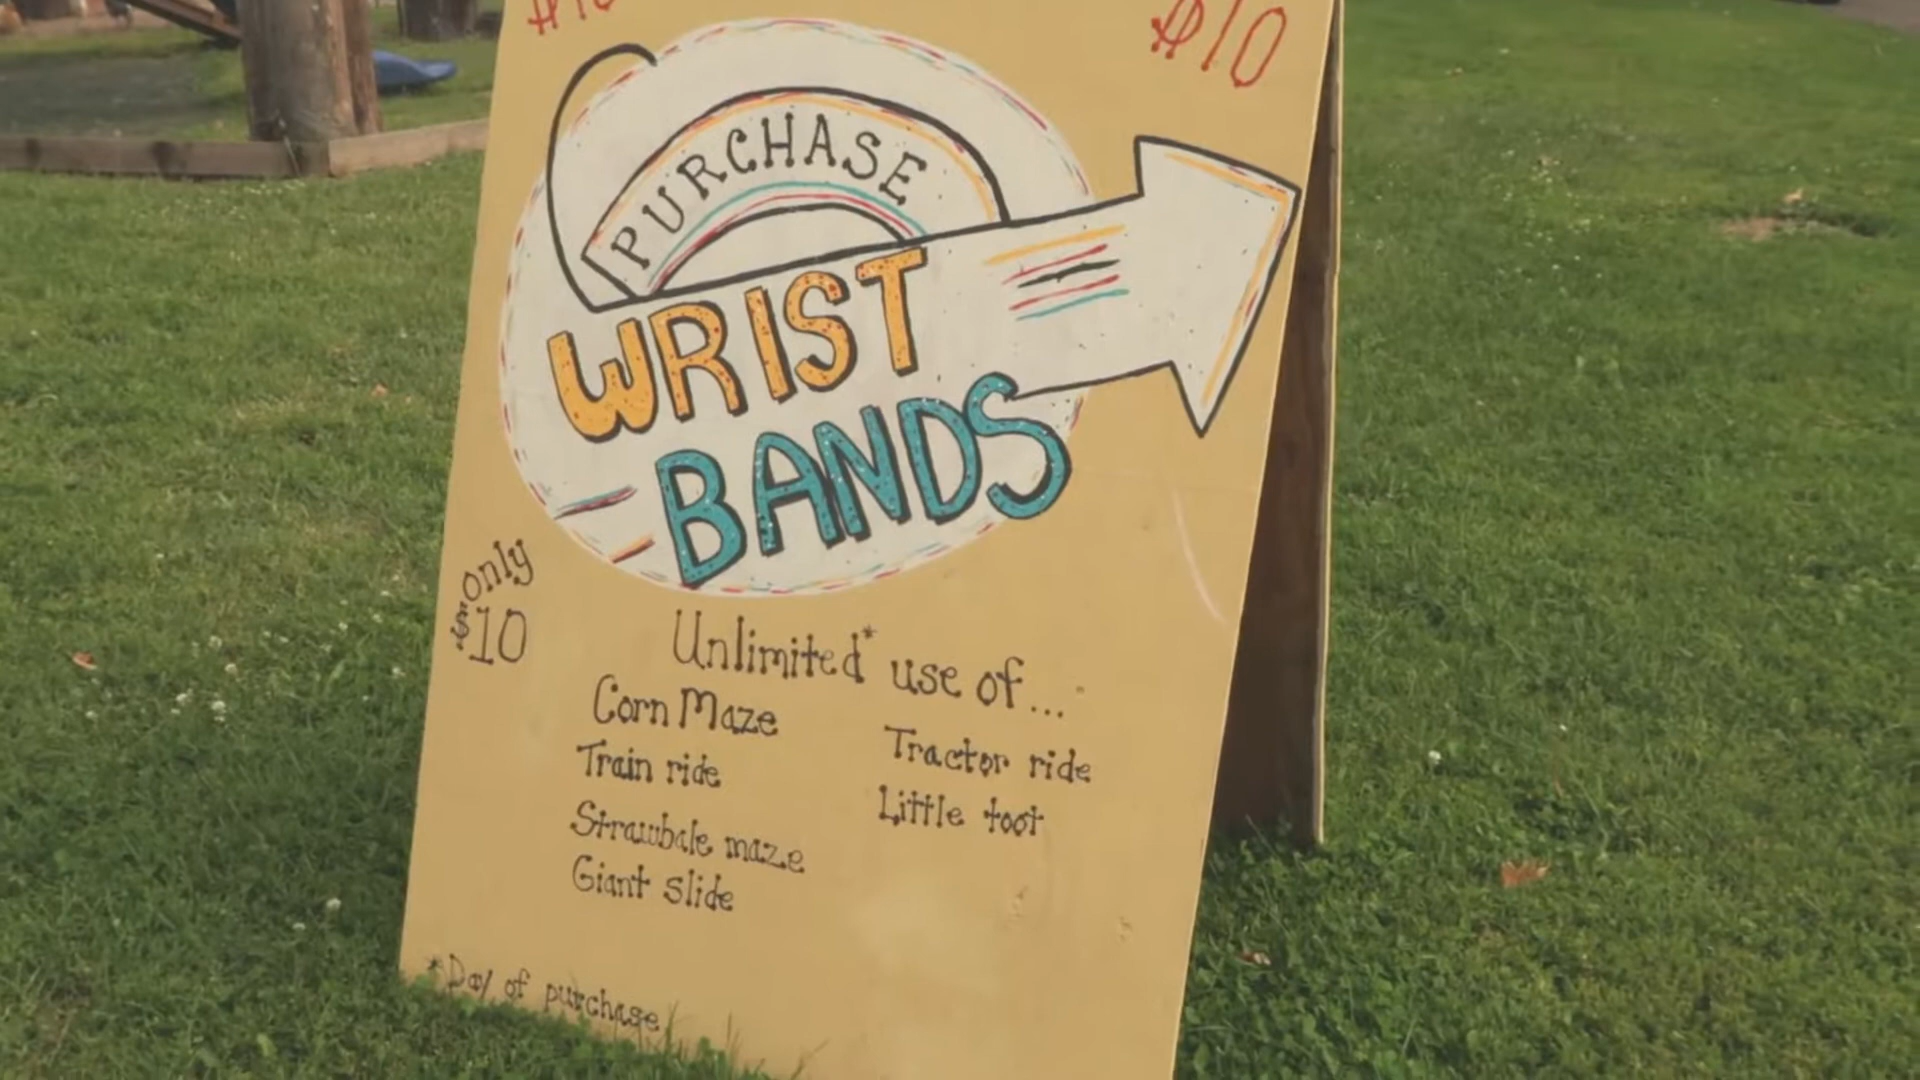 $10
PURCHASE
WRIST
BANDS
only
$10
Unlimited* use of...
Corn Maze
Train ride
Strawbale maze
Giant slide
Tractor ride
Little toot
*Day of purchase